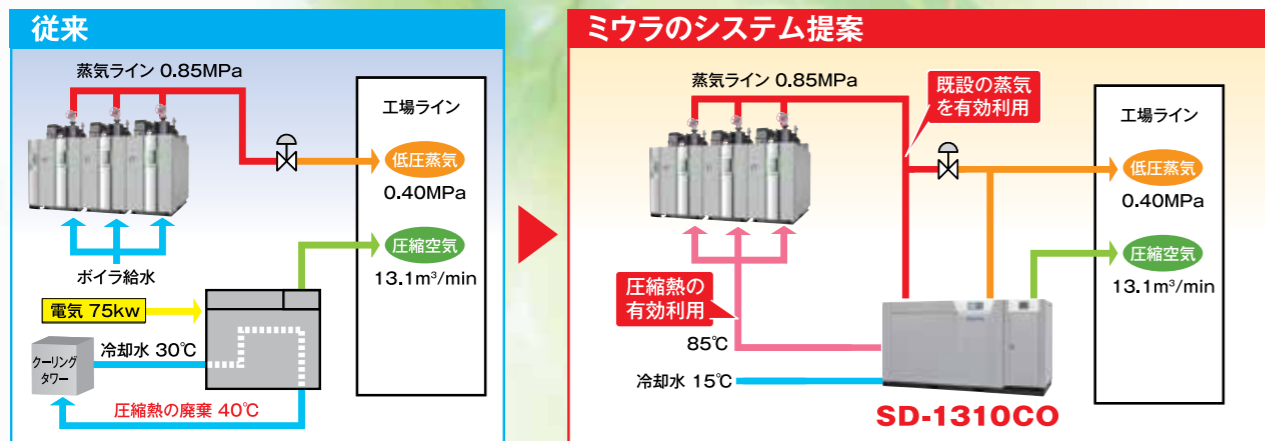 従来
蒸気ライン 0.85MPa
工場ライン
低圧蒸気
0.40MPa
圧縮空気
13.1m³/min
ボイラ給水
電気 75kw
冷却水 30℃
クーリング
タワー
圧縮熱の廃棄 40℃
ミウラのシステム提案
蒸気ライン 0.85MPa
既設の蒸気
を有効利用
工場ライン
低圧蒸気
0.40MPa
圧縮空気
13.1m³/min
圧縮熱の
有効利用
85℃
冷却水 15℃
SD-1310CO